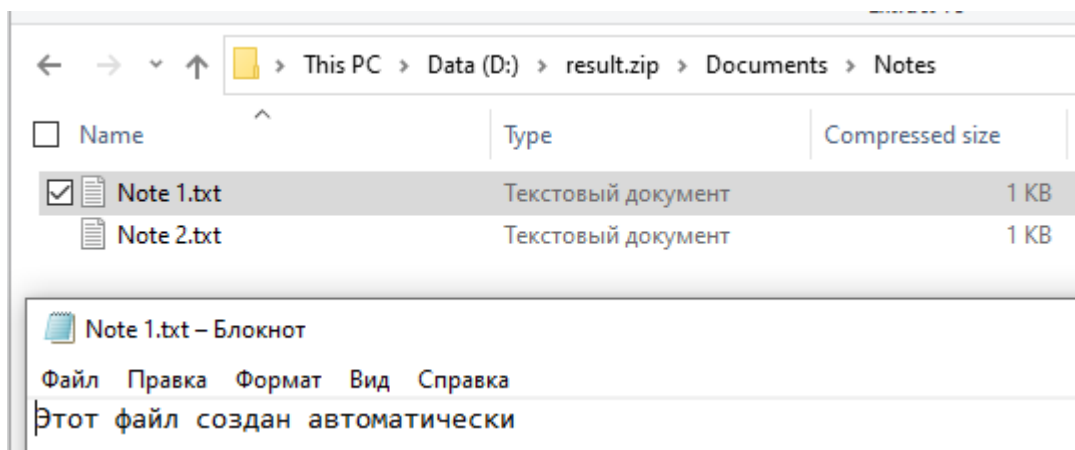 This PC > Data (D:) > result.zip > Documents > Notes
Name Type Compressed size
Note 1.txt Текстовый документ 1 KB
Note 2.txt Текстовый документ 1 KB
Note 1.txt – Блокнот
Файл Правка Формат Вид Справка
Этот файл создан автоматически